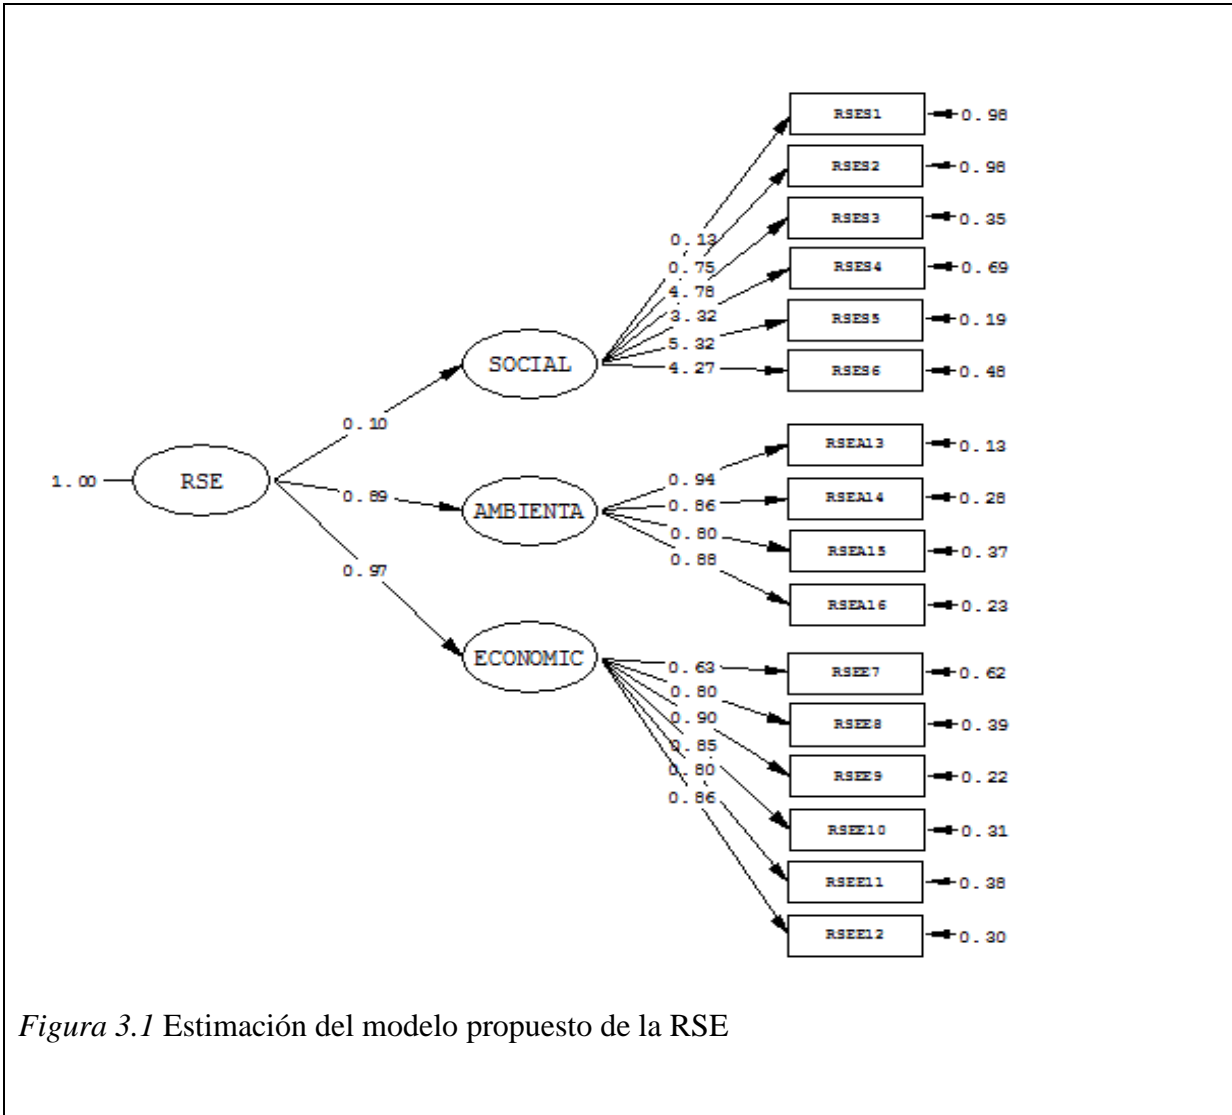 RSES1
0.98
RSES2
0.98
RSES3
0.35
RSES4
0.69
RSES5
0.19
RSES6
0.48
0.13
0.75
4.78
3.32
5.32
4.27
SOCIAL
0.10
1.00
RSE
0.89
AMBIENTA
0.97
0.94
0.86
0.80
0.88
RSEA13
0.13
RSEA14
0.28
RSEA15
0.37
RSEA16
0.23
ECONOMIC
0.63
0.80
0.90
0.85
0.80
0.86
RSEE7
0.62
RSEE8
0.39
RSEE9
0.22
RSEE10
0.31
RSEE11
0.38
RSEE12
0.30
Figura 3.1 Estimación del modelo propuesto de la RSE